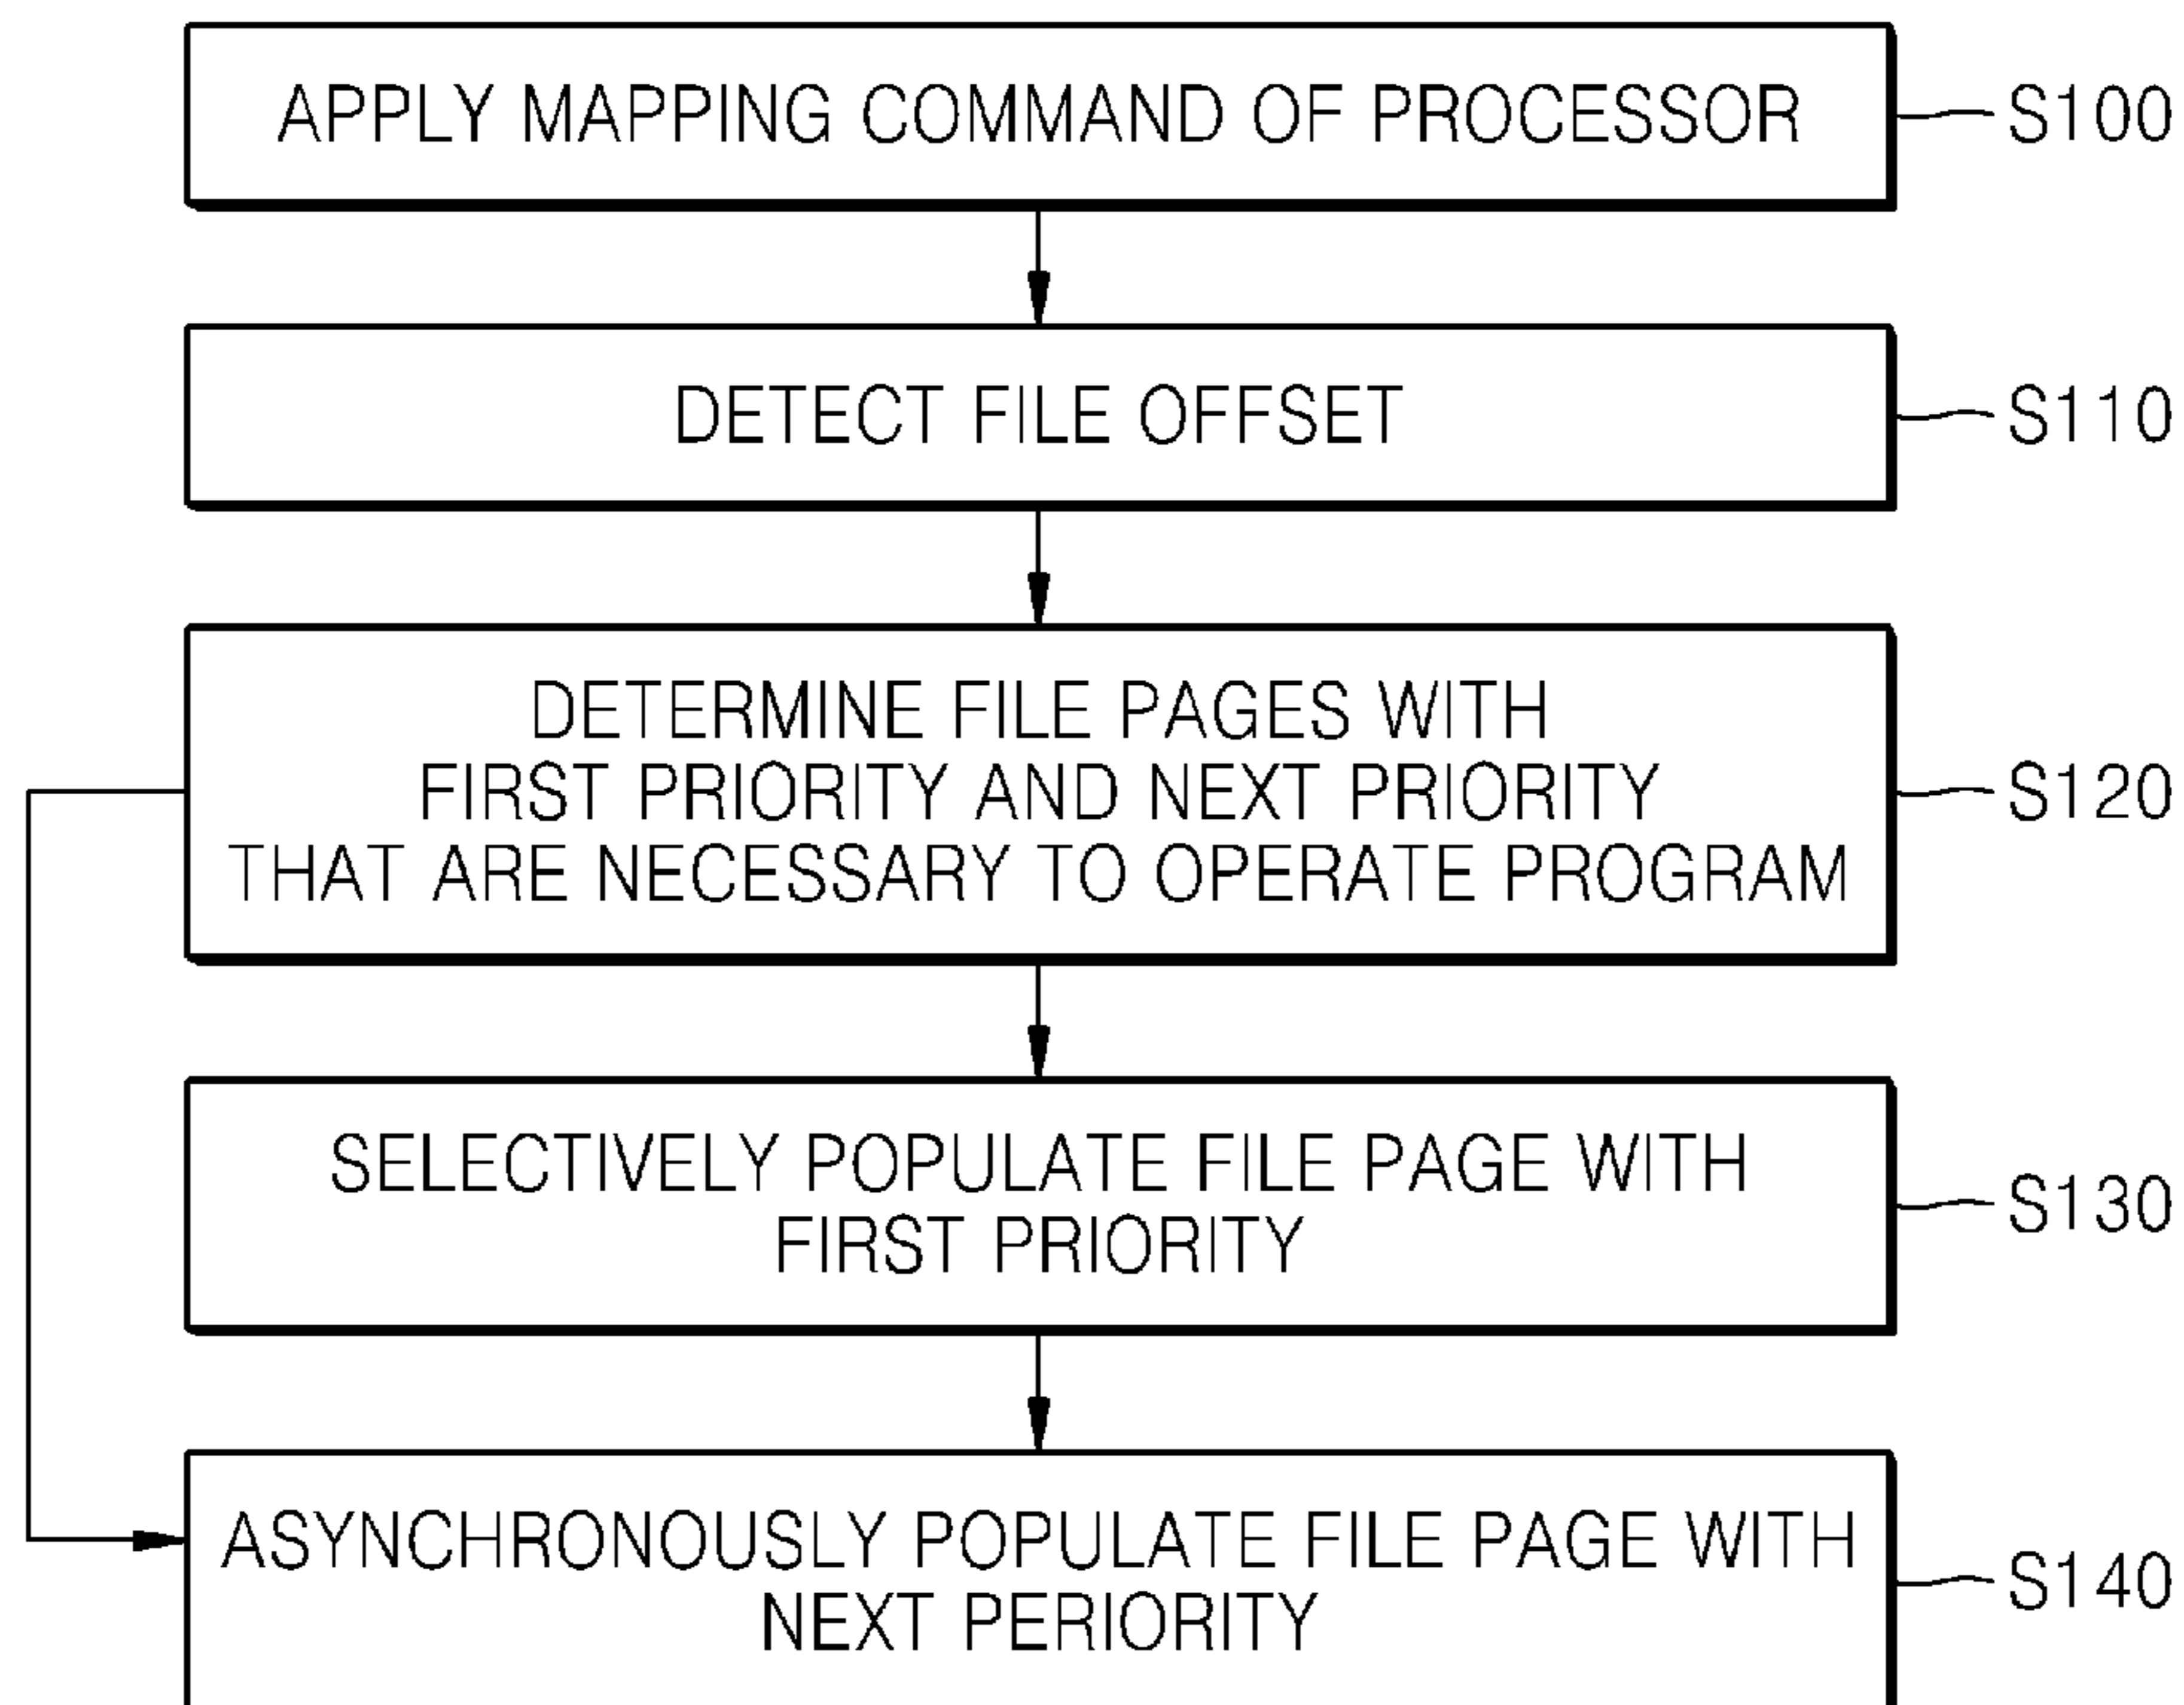 APPLY MAPPING COMMAND OF PROCESSOR
S100
DETECT FILE OFFSET
S110
DETERMINE FILE PAGES WITH
FIRST PRIORITY AND NEXT PRIORITY
THAT ARE NECESSARY TO OPERATE PROGRAM
S120
SELECTIVELY POPULATE FILE PAGE WITH
FIRST PRIORITY
S130
ASYNCHRONOUSLY POPULATE FILE PAGE WITH
NEXT PERIORITY
S140